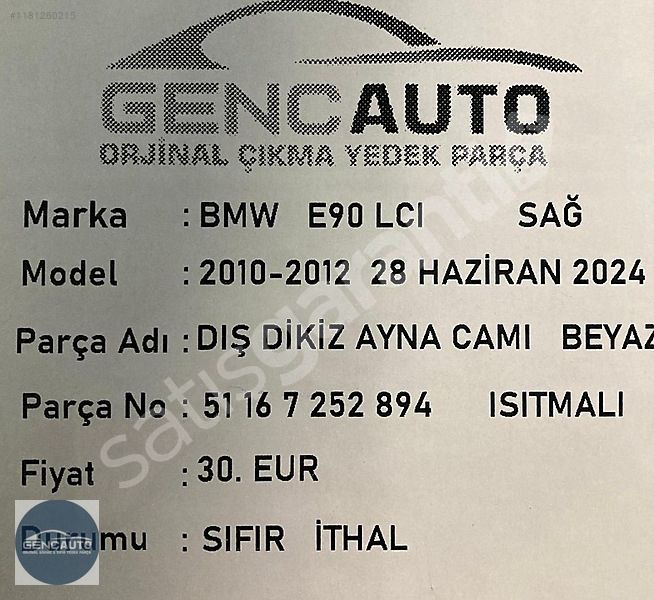 #1181260215
GENCAUTO
ORJİNAL ÇIKMA YEDEK PARÇA
Marka : BMW E90 LCI SAĞ
Model : 2010-2012 28 HAZİRAN 2024
Parça Adı : DIŞ DİKİZ AYNA CAMI BEYAZ
Parça No : 51 16 7 252 894 ISITMALI
Fiyat : 30. EUR
Durumu : SIFIR İTHAL
GENCAUTO
satışgaranti